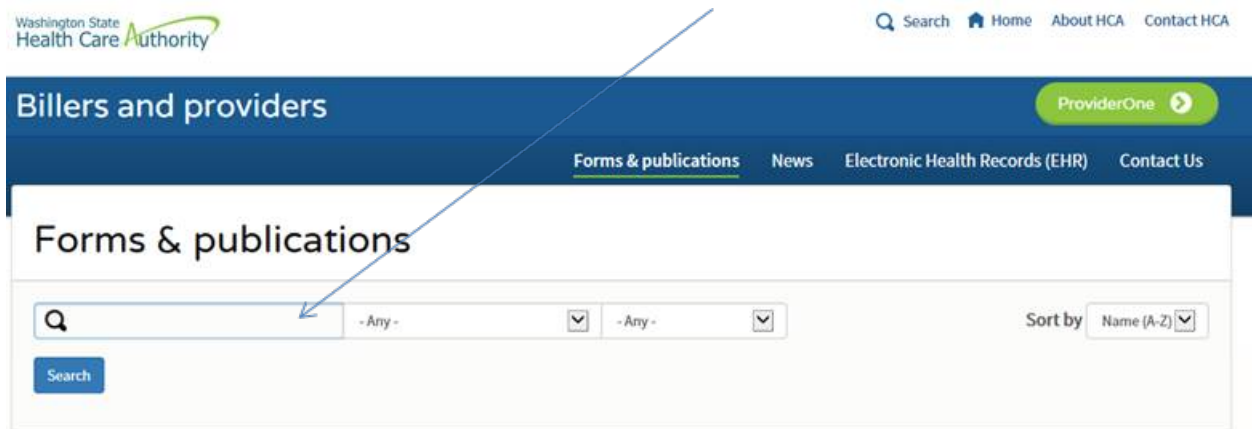 Washington State
Health Care Authority
Search Home About HCA Contact HCA
Billers and providers
ProviderOne
Forms & publications News Electronic Health Records (EHR) Contact Us
Forms & publications
- Any - - Any - Sort by Name (A-Z)
Search